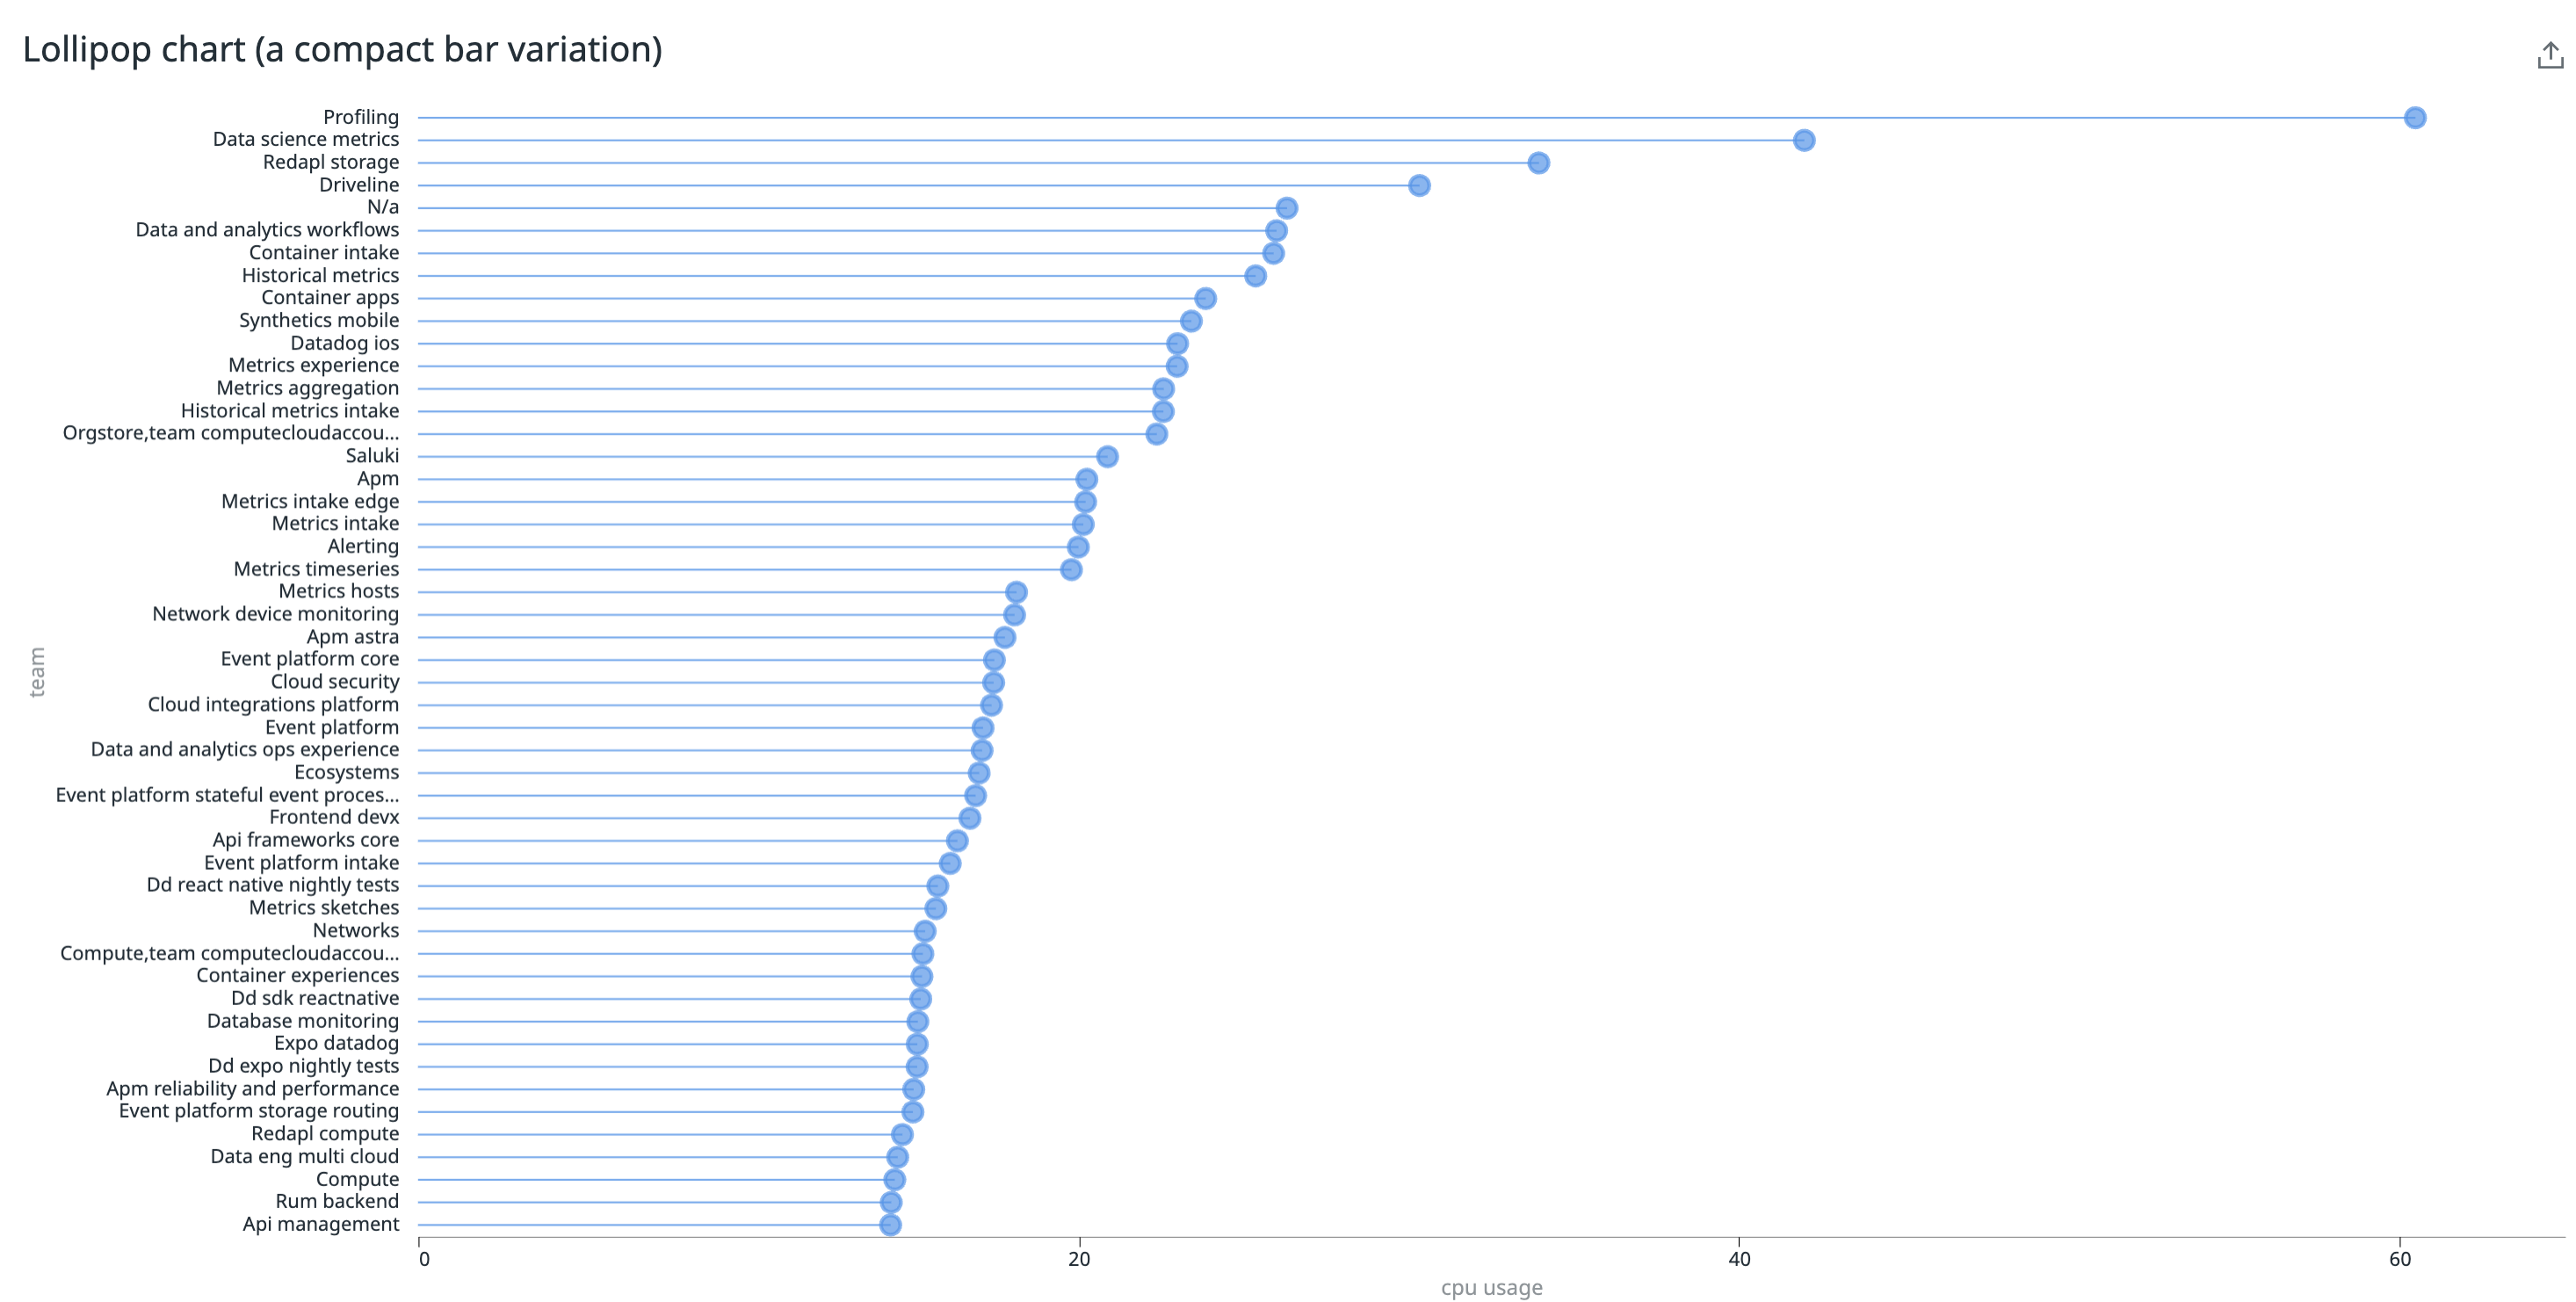 Lollipop chart (a compact bar variation)
Profiling
Data science metrics
Redapl storage
Driveline
N/a
Data and analytics workflows
Container intake
Historical metrics
Container apps
Synthetics mobile
Datadog ios
Metrics experience
Metrics aggregation
Historical metrics intake
Orgstore,team computecloudaccou...
Saluki
Apm
Metrics intake edge
Metrics intake
Alerting
Metrics timeseries
Metrics hosts
Network device monitoring
Apm astra
Event platform core
Cloud security
Cloud integrations platform
Event platform
Data and analytics ops experience
Ecosystems
Event platform stateful event proces...
Frontend devx
Api frameworks core
Event platform intake
Dd react native nightly tests
Metrics sketches
Networks
Compute,team computecloudaccou...
Container experiences
Dd sdk reactnative
Database monitoring
Expo datadog
Dd expo nightly tests
Apm reliability and performance
Event platform storage routing
Redapl compute
Data eng multi cloud
Compute
Rum backend
Api management
team
0 20 40 60
cpu usage